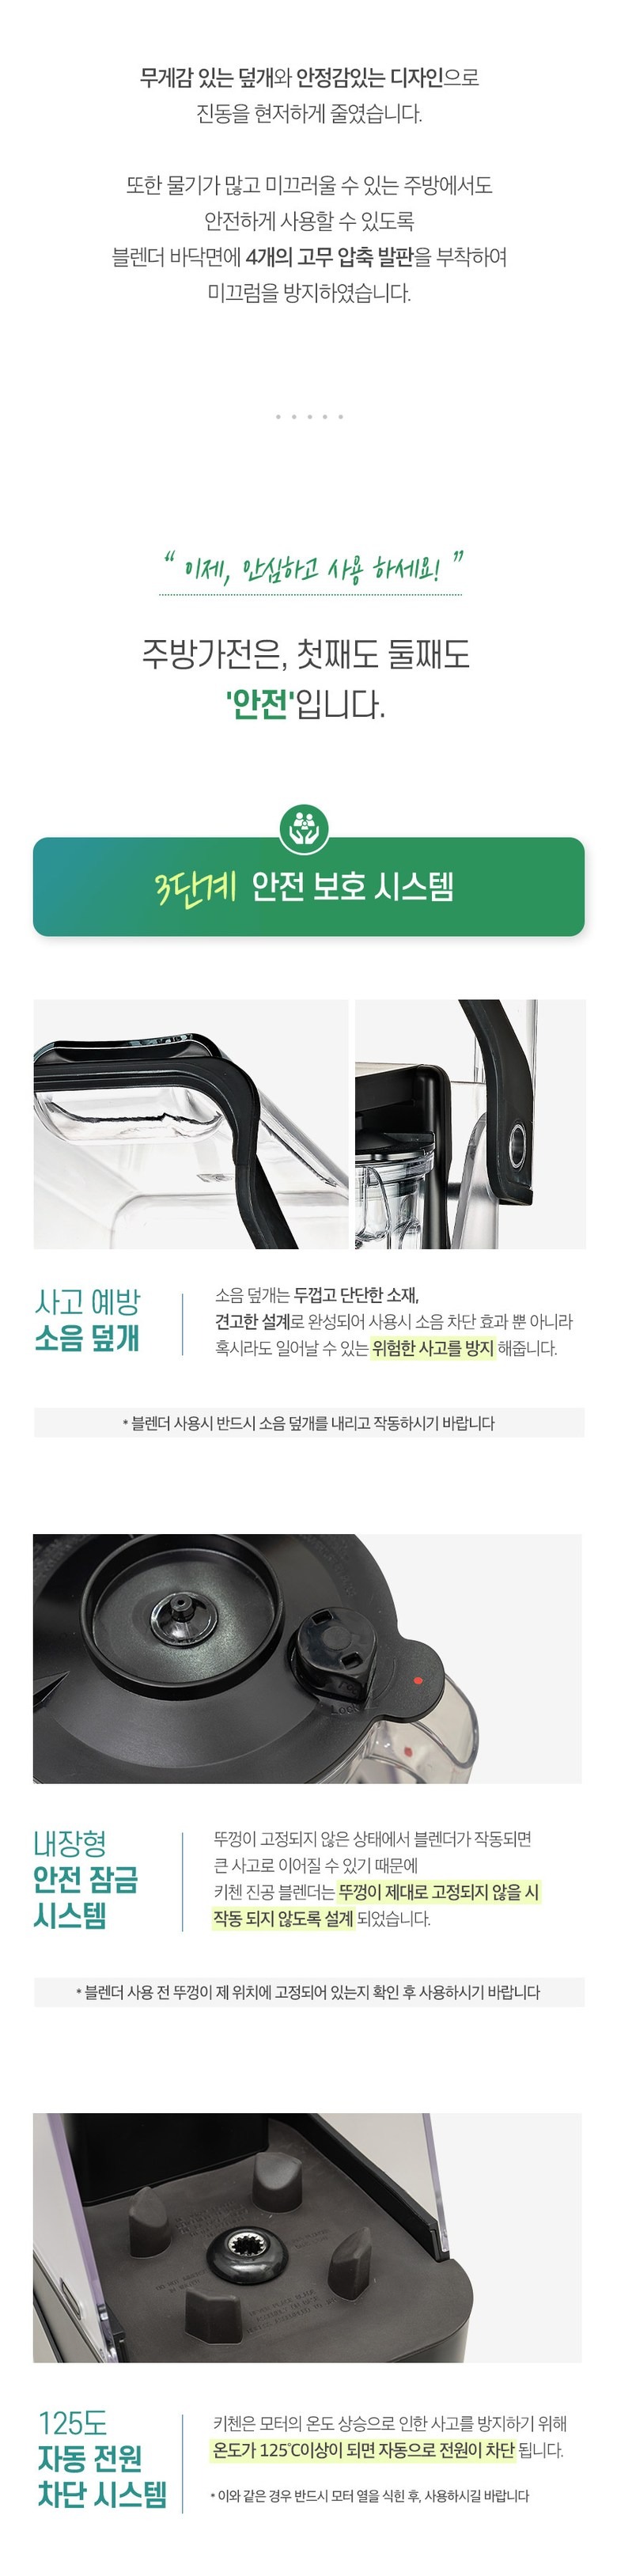 무게감 있는 덮개와 안정감있는 디자인으로
진동을 현저하게 줄였습니다.
또한 물기가 많고 미끄러울 수 있는 주방에서도
안전하게 사용할 수 있도록
블렌더 바닥면에 4개의 고무 압축 발판을 부착하여
미끄럼을 방지하였습니다.
“ 이제, 안심하고 사용 하세요! ”
주방가전은, 첫째도 둘째도
'안전'입니다.
3단계 안전 보호 시스템
사고 예방
소음 덮개
소음 덮개는 두껍고 단단한 소재,
견고한 설계로 완성되어 사용시 소음 차단 효과 뿐 아니라
혹시라도 일어날 수 있는 위험한 사고를 방지 해줍니다.
* 블렌더 사용시 반드시 소음 덮개를 내리고 작동하시기 바랍니다
내장형
안전 잠금
시스템
뚜껑이 고정되지 않은 상태에서 블렌더가 작동되면
큰 사고로 이어질 수 있기 때문에
키첸 진공 블렌더는 뚜껑이 제대로 고정되지 않을 시
작동 되지 않도록 설계 되었습니다.
* 블렌더 사용 전 뚜껑이 제 위치에 고정되어 있는지 확인 후 사용하시기 바랍니다
125도
자동 전원
차단 시스템
키첸은 모터의 온도 상승으로 인한 사고를 방지하기 위해
온도가 125℃이상이 되면 자동으로 전원이 차단 됩니다.
* 이와 같은 경우 반드시 모터 열을 식힌 후, 사용하시길 바랍니다